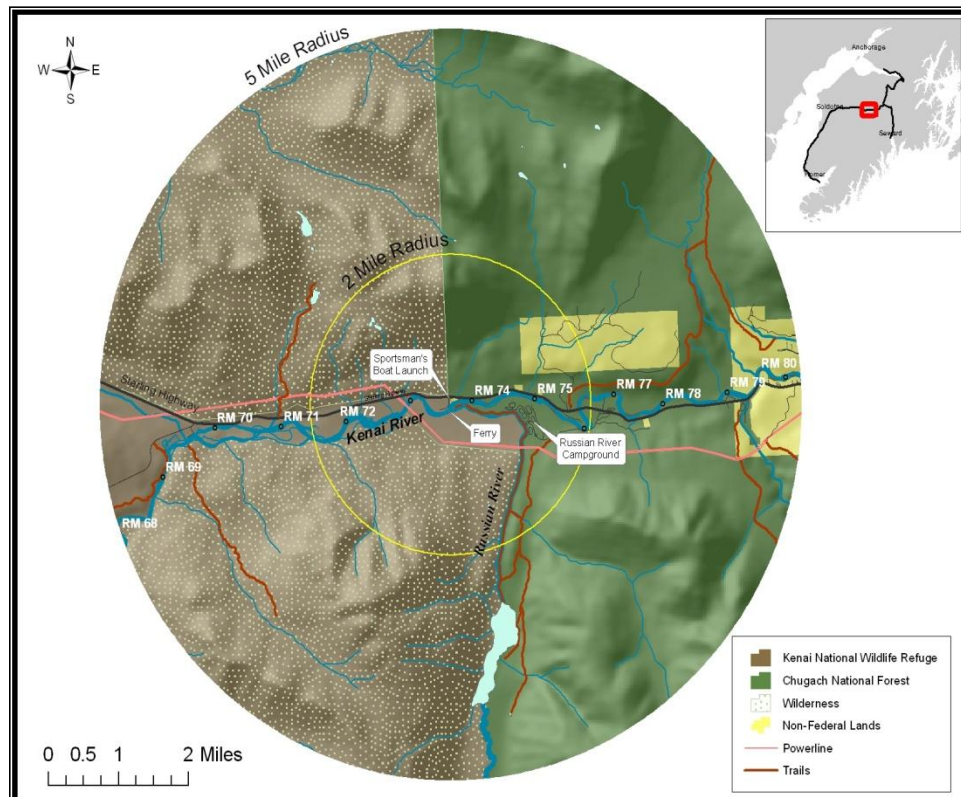 N
W E
S
5 Mile Radius
2 Mile Radius
Anchorage
Soldotna
Seward
Homer
Sportsman's
Boat Launch
Sterling Highway
RM 70
RM 71
RM 72
RM 74
RM 75
RM 77
RM 78
RM 79
RM 80
Kenai River
Ferry
Russian River
Campground
RM 69
RM 68
Russian River
Kenai National Wildlife Refuge
Chugach National Forest
Wilderness
Non-Federal Lands
Powerline
Trails
0 0.5 1 2 Miles